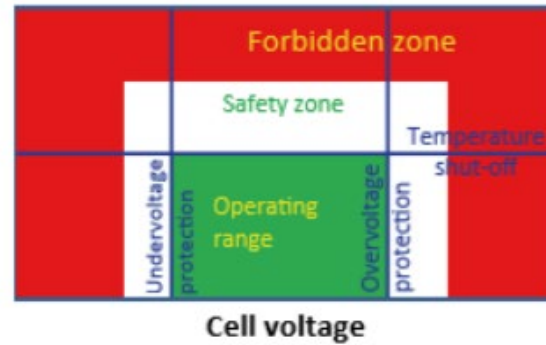 Forbidden zone
Safety zone
Temperature
shut-off
Undervoltage
protection
Operating
range
Overvoltage
protection
Cell voltage